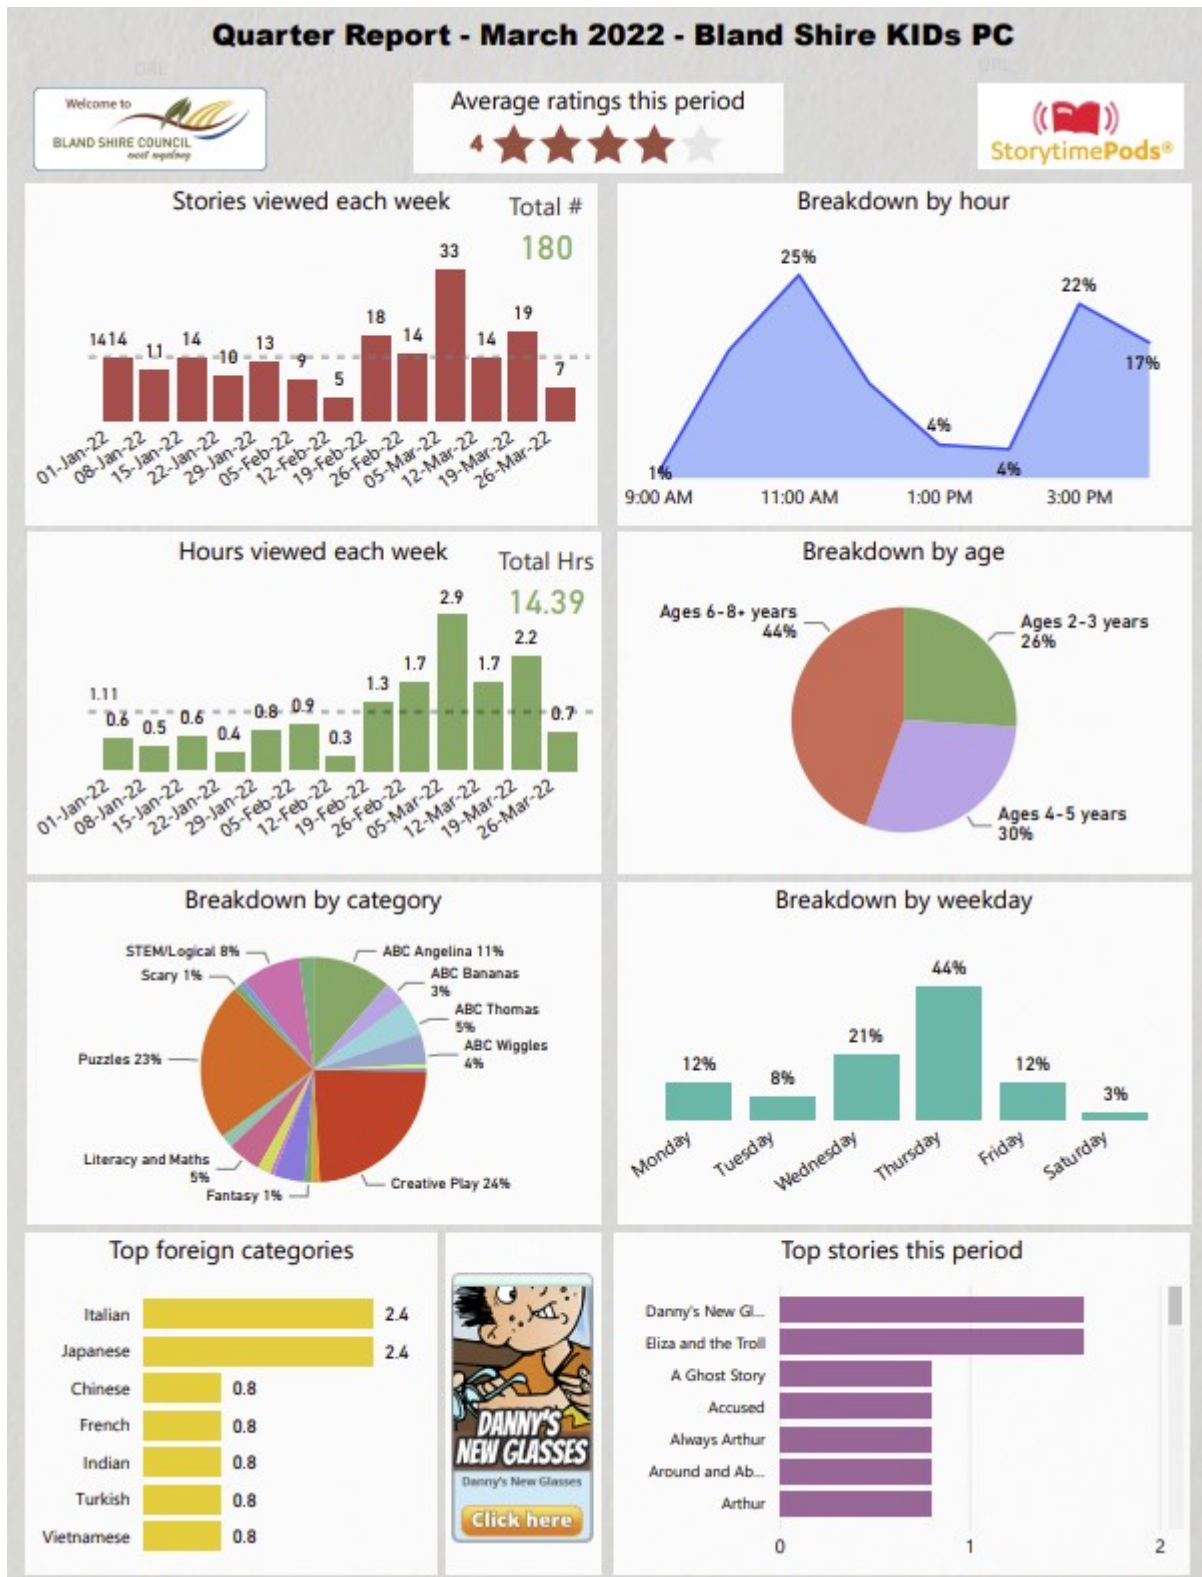 Quarter Report - March 2022 - Bland Shire KIDs PC
URL
URL
Welcome to
BLAND SHIRE COUNCIL
west wyalong
Average ratings this period
4
StorytimePods®
Stories viewed each week
Total #
180
33
18
19
14
14
14
11
14
10
13
9
5
14
7
01-Jan-22
08-Jan-22
15-Jan-22
22-Jan-22
29-Jan-22
05-Feb-22
12-Feb-22
19-Feb-22
26-Feb-22
05-Mar-22
12-Mar-22
19-Mar-22
26-Mar-22
Breakdown by hour
25%
22%
17%
4%
4%
1%
9:00 AM
11:00 AM
1:00 PM
3:00 PM
Hours viewed each week
Total Hrs
14.39
1.11
0.6
0.5
0.6
0.4
0.8
0.9
0.3
1.3
1.7
2.9
1.7
2.2
0.7
01-Jan-22
08-Jan-22
15-Jan-22
22-Jan-22
29-Jan-22
05-Feb-22
12-Feb-22
19-Feb-22
26-Feb-22
05-Mar-22
12-Mar-22
19-Mar-22
26-Mar-22
Breakdown by age
Ages 6-8+ years
44%
Ages 2-3 years
26%
Ages 4-5 years
30%
Breakdown by category
STEM/Logical 8%
Scary 1%
Puzzles 23%
Literacy and Maths
5%
Fantasy 1%
ABC Angelina 11%
ABC Bananas
3%
ABC Thomas
5%
ABC Wiggles
4%
Creative Play 24%
Breakdown by weekday
12%
8%
21%
44%
12%
3%
Monday
Tuesday
Wednesday
Thursday
Friday
Saturday
Top foreign categories
Italian 2.4
Japanese 2.4
Chinese 0.8
French 0.8
Indian 0.8
Turkish 0.8
Vietnamese 0.8
DANNY'S
NEW GLASSES
Danny's New Glasses
Click here
Top stories this period
Danny's New Gl...
Eliza and the Troll
A Ghost Story
Accused
Always Arthur
Around and Ab...
Arthur
0
1
2